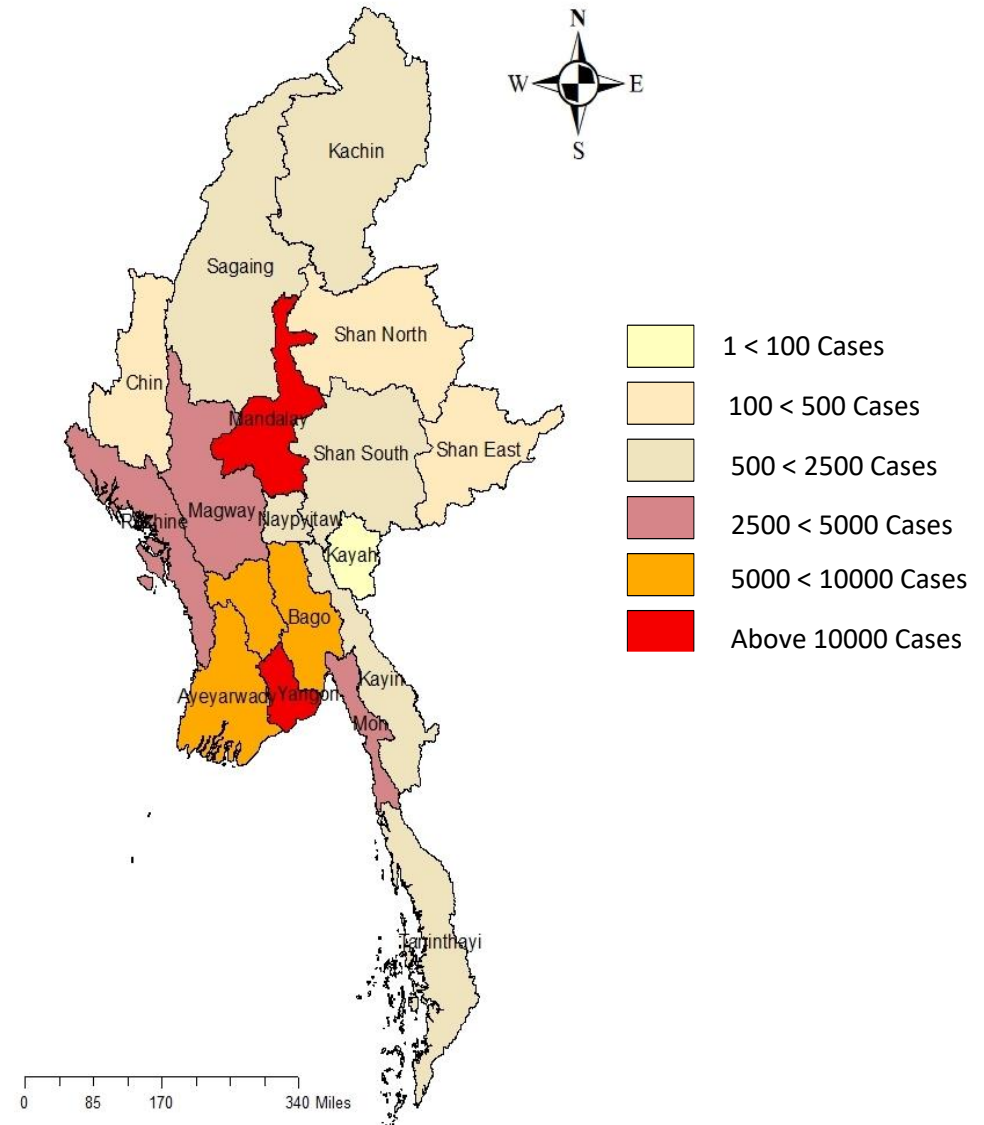 N
W E
S
Kachin
Sagaing
Shan North
Chin
Mandalay
Shan South
Shan East
Magway
Naypyitaw
Rakhine
Kayah
Bago
Kayin
Ayeyarwady
Yangon
Mon
Taninthayi
1 < 100 Cases
100 < 500 Cases
500 < 2500 Cases
2500 < 5000 Cases
5000 < 10000 Cases
Above 10000 Cases
0 85 170 340 Miles